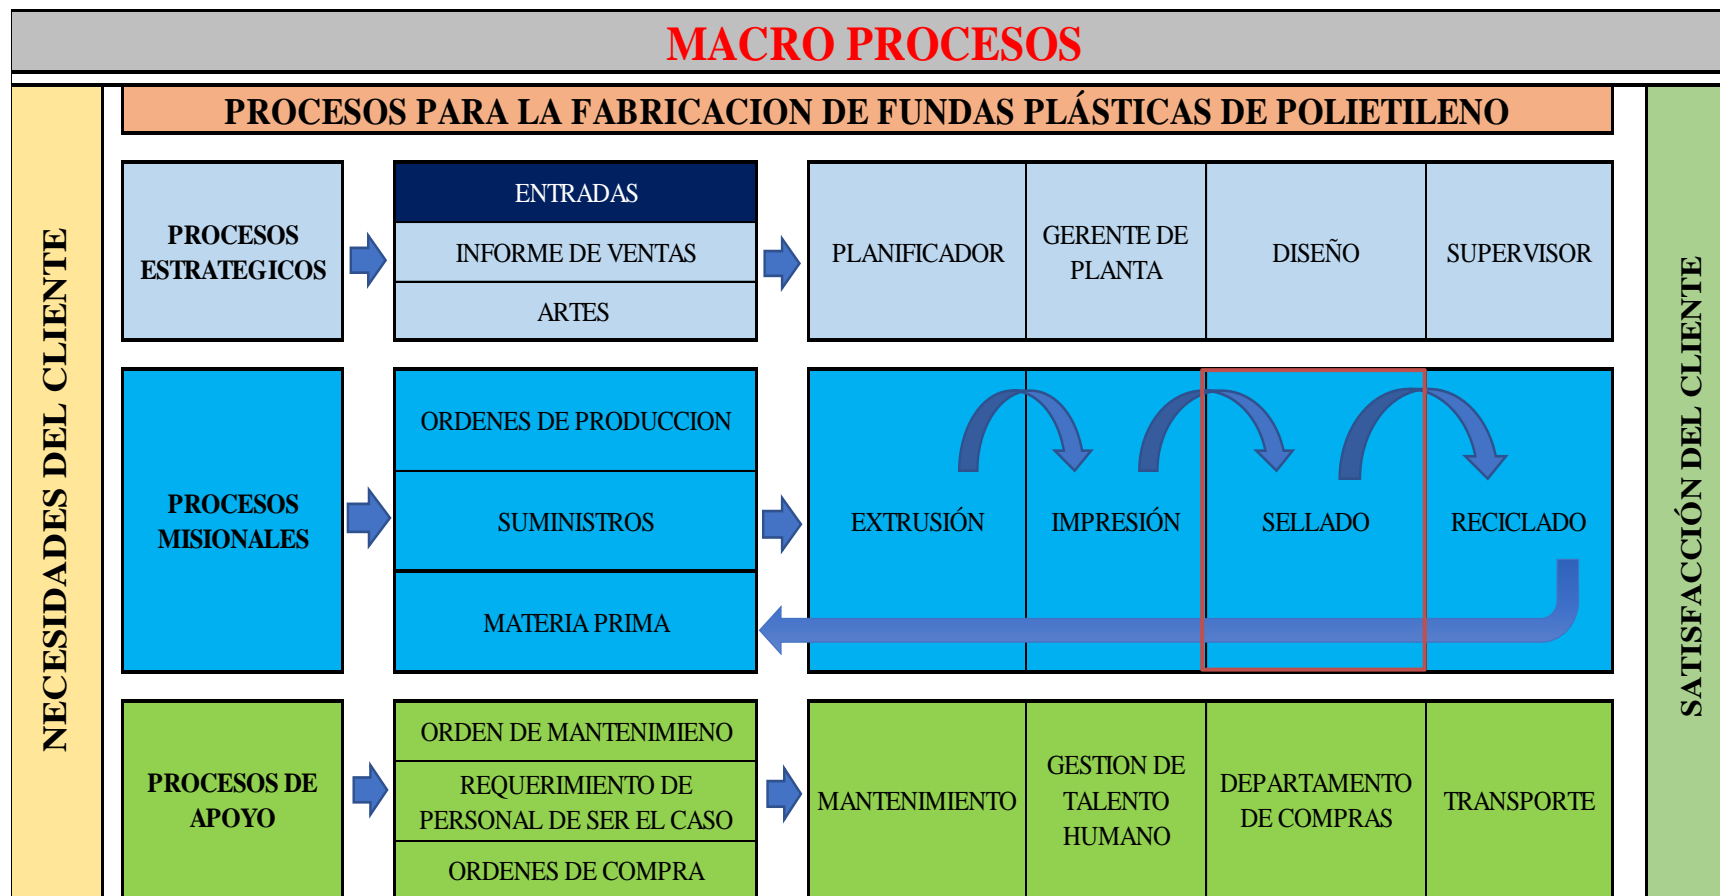 MACRO PROCESOS
PROCESOS PARA LA FABRICACION DE FUNDAS PLÁSTICAS DE POLIETILENO
NECESIDADES DEL CLIENTE
PROCESOS
ESTRATEGICOS
ENTRADAS
INFORME DE VENTAS
ARTES
PLANIFICADOR
GERENTE DE
PLANTA
DISEÑO
SUPERVISOR
PROCESOS
MISIONALES
ORDENES DE PRODUCCION
SUMINISTROS
MATERIA PRIMA
EXTRUSIÓN
IMPRESIÓN
SELLADO
RECICLADO
PROCESOS DE
APOYO
ORDEN DE MANTENIMIENO
REQUERIMIENTO DE
PERSONAL DE SER EL CASO
ORDENES DE COMPRA
MANTENIMIENTO
GESTION DE
TALENTO
HUMANO
DEPARTAMENTO
DE COMPRAS
TRANSPORTE
SATISFACCIÓN DEL CLIENTE